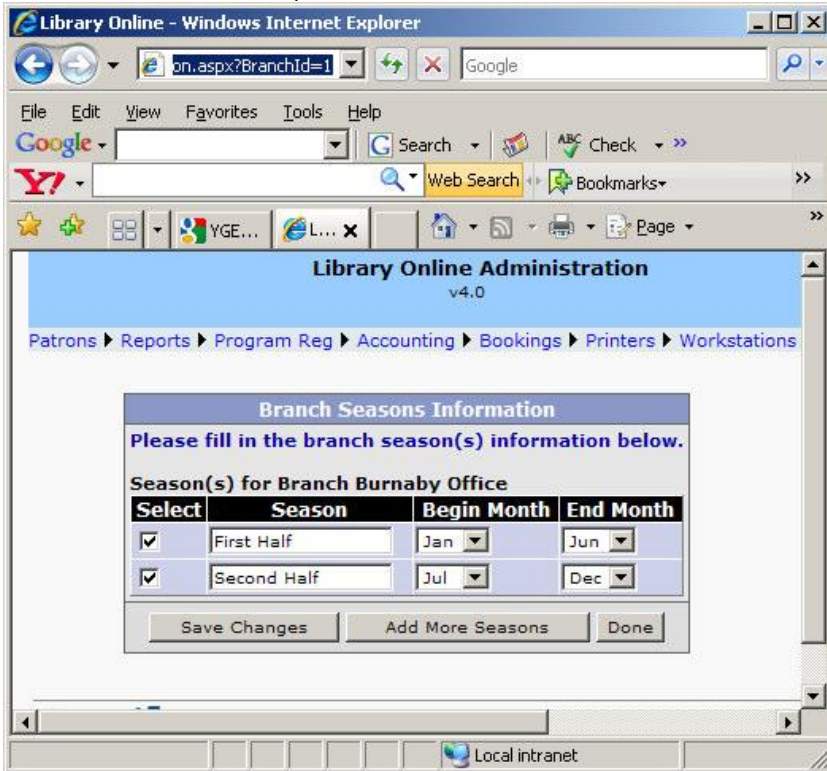 Library Online - Windows Internet Explorer
on.aspx?BranchId=1 Google
File Edit View Favorites Tools Help
Google Search ABC Check »
Y! Web Search Bookmarks »
YGE... L... X Page »
Library Online Administration
v4.0
Patrons Reports Program Reg Accounting Bookings Printers Workstations
Branch Seasons Information
Please fill in the branch season(s) information below.
Season(s) for Branch Burnaby Office
Select Season Begin Month End Month
First Half Jan Jun
Second Half Jul Dec
Save Changes Add More Seasons Done
Local intranet